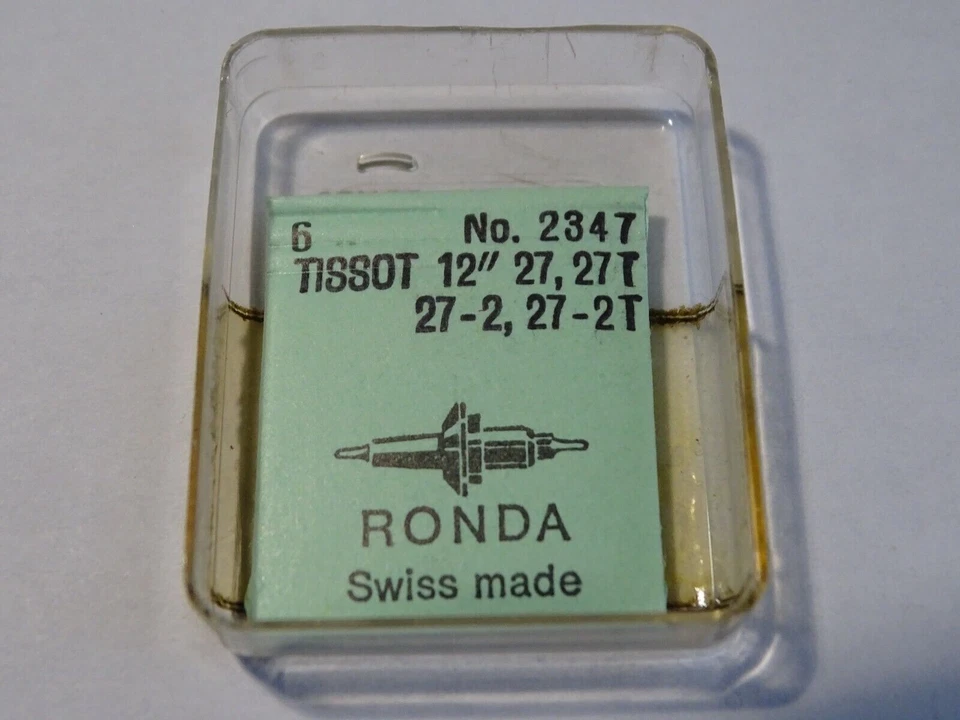 6 No. 2347
TISSOT 12''' 27, 27T
27-2, 27-2T
RONDA
Swiss made